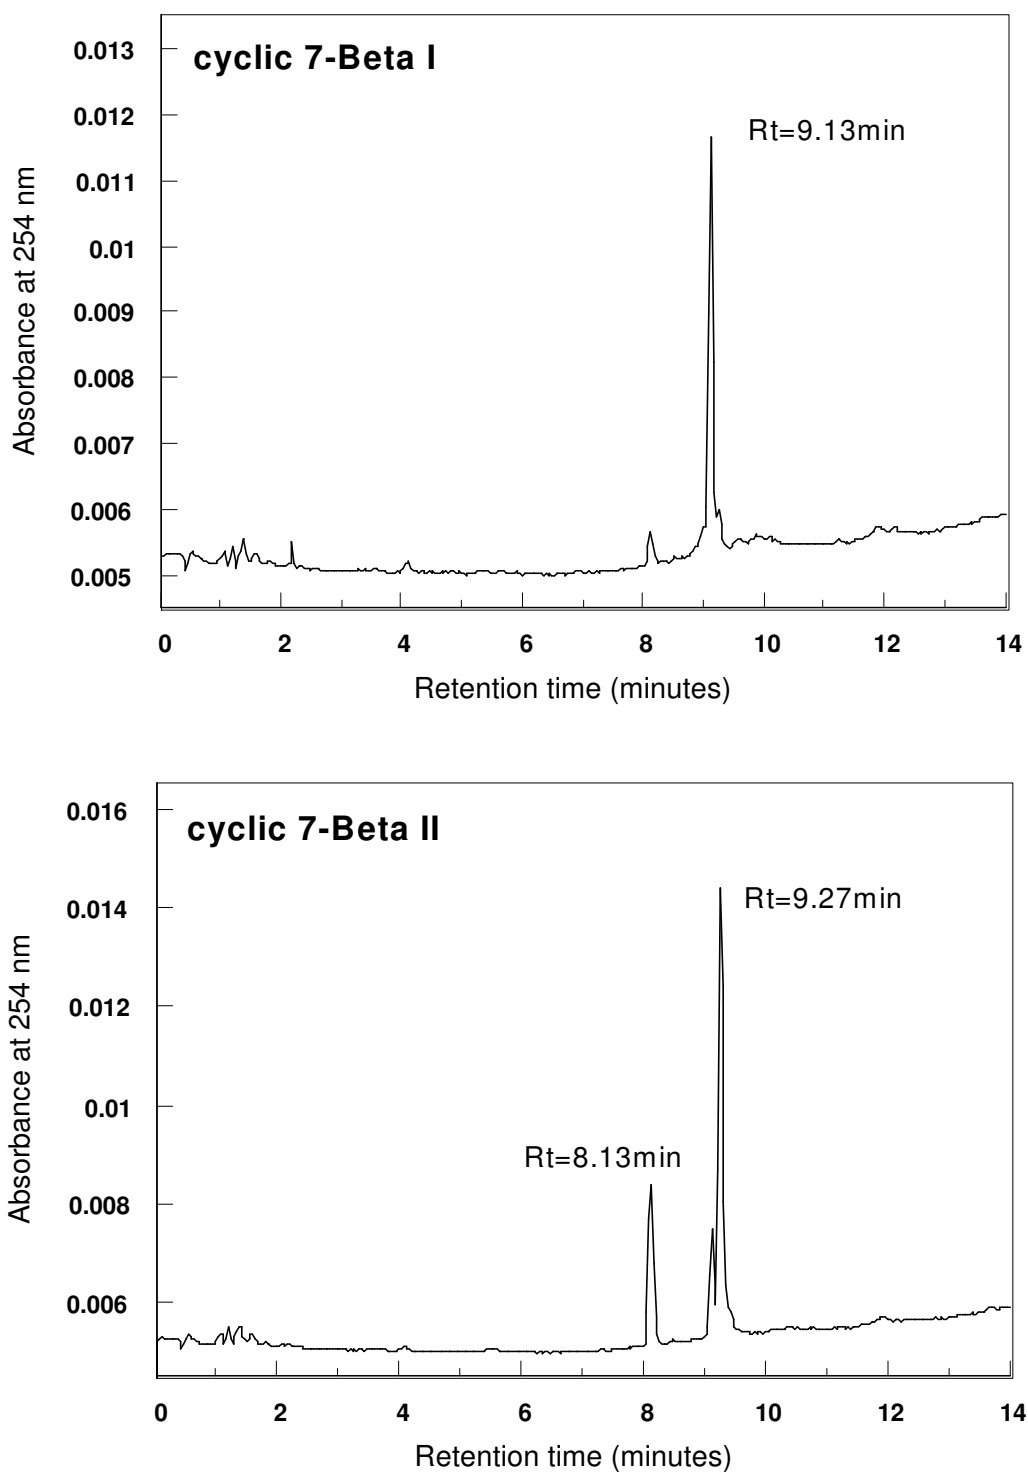 cyclic 7-Beta I
Rt=9.13min
Absorbance at 254 nm
0.013
0.012
0.011
0.01
0.009
0.008
0.007
0.006
0.005
0 2 4 6 8 10 12 14
Retention time (minutes)
cyclic 7-Beta II
Rt=9.27min
Rt=8.13min
Absorbance at 254 nm
0.016
0.014
0.012
0.01
0.008
0.006
0 2 4 6 8 10 12 14
Retention time (minutes)